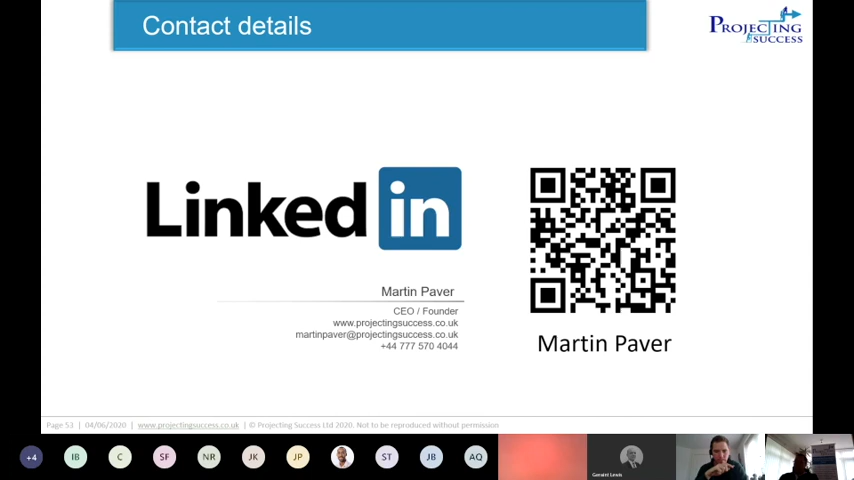 Contact details
PROJECTING
SUCCESS
Linked in
Martin Paver
CEO / Founder
www.projectingsuccess.co.uk
martinpaver@projectingsuccess.co.uk
+44 777 570 4044
Martin Paver
Page 53 | 04/06/2020 | www.projectingsuccess.co.uk | © Projecting Success Ltd 2020. Not to be reproduced without permission
+4 IB C SF NR JK JP ST JB AQ
Geraint Lewis